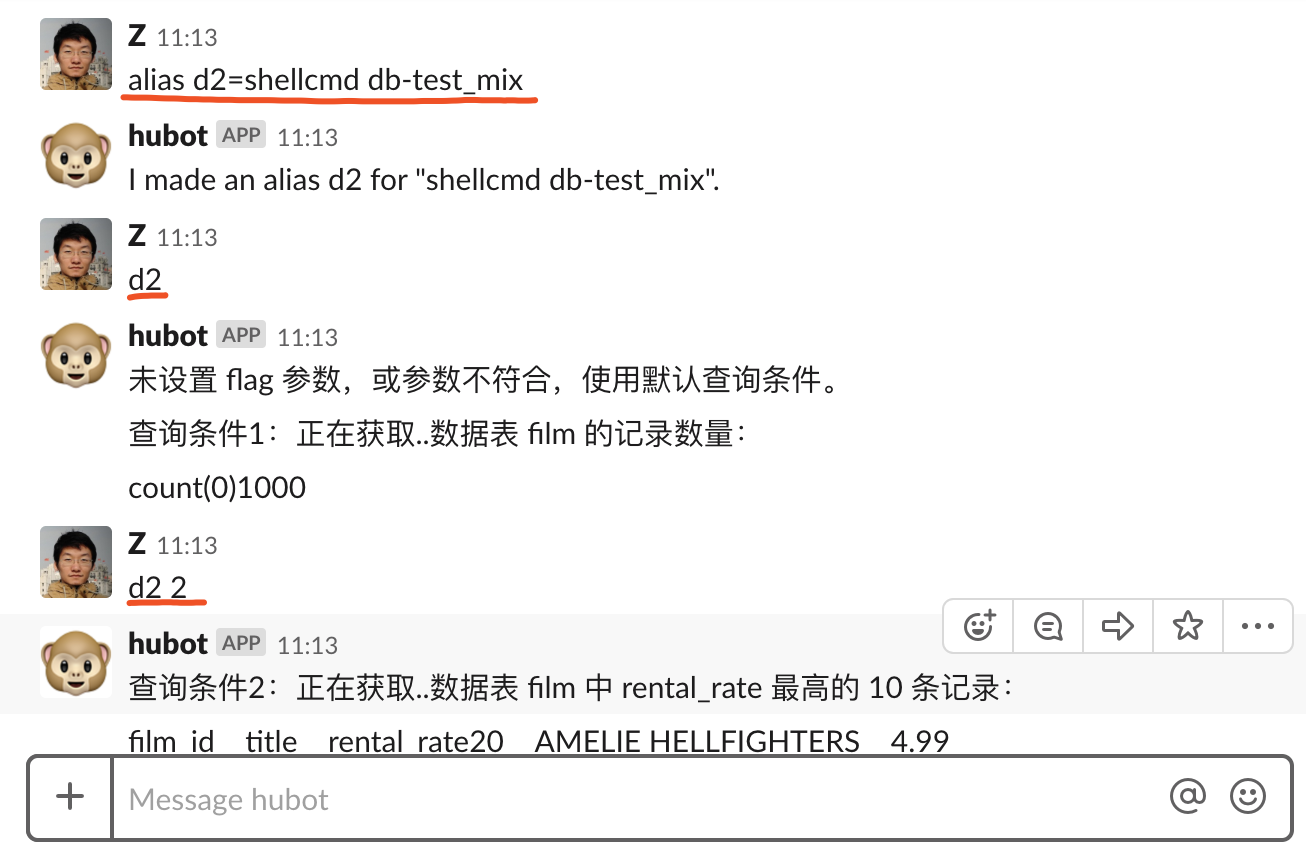 Z 11:13
alias d2=shellcmd db-test_mix
hubot APP 11:13
I made an alias d2 for "shellcmd db-test_mix".
Z 11:13
d2
hubot APP 11:13
未设置 flag 参数，或参数不符合，使用默认查询条件。
查询条件1：正在获取..数据表 film 的记录数量：
count(0)1000
Z 11:13
d2 2
hubot APP 11:13
查询条件2：正在获取..数据表 film 中 rental_rate 最高的 10 条记录：
film_id title rental_rate20 AMELIE HELLFIGHTERS 4.99
Message hubot